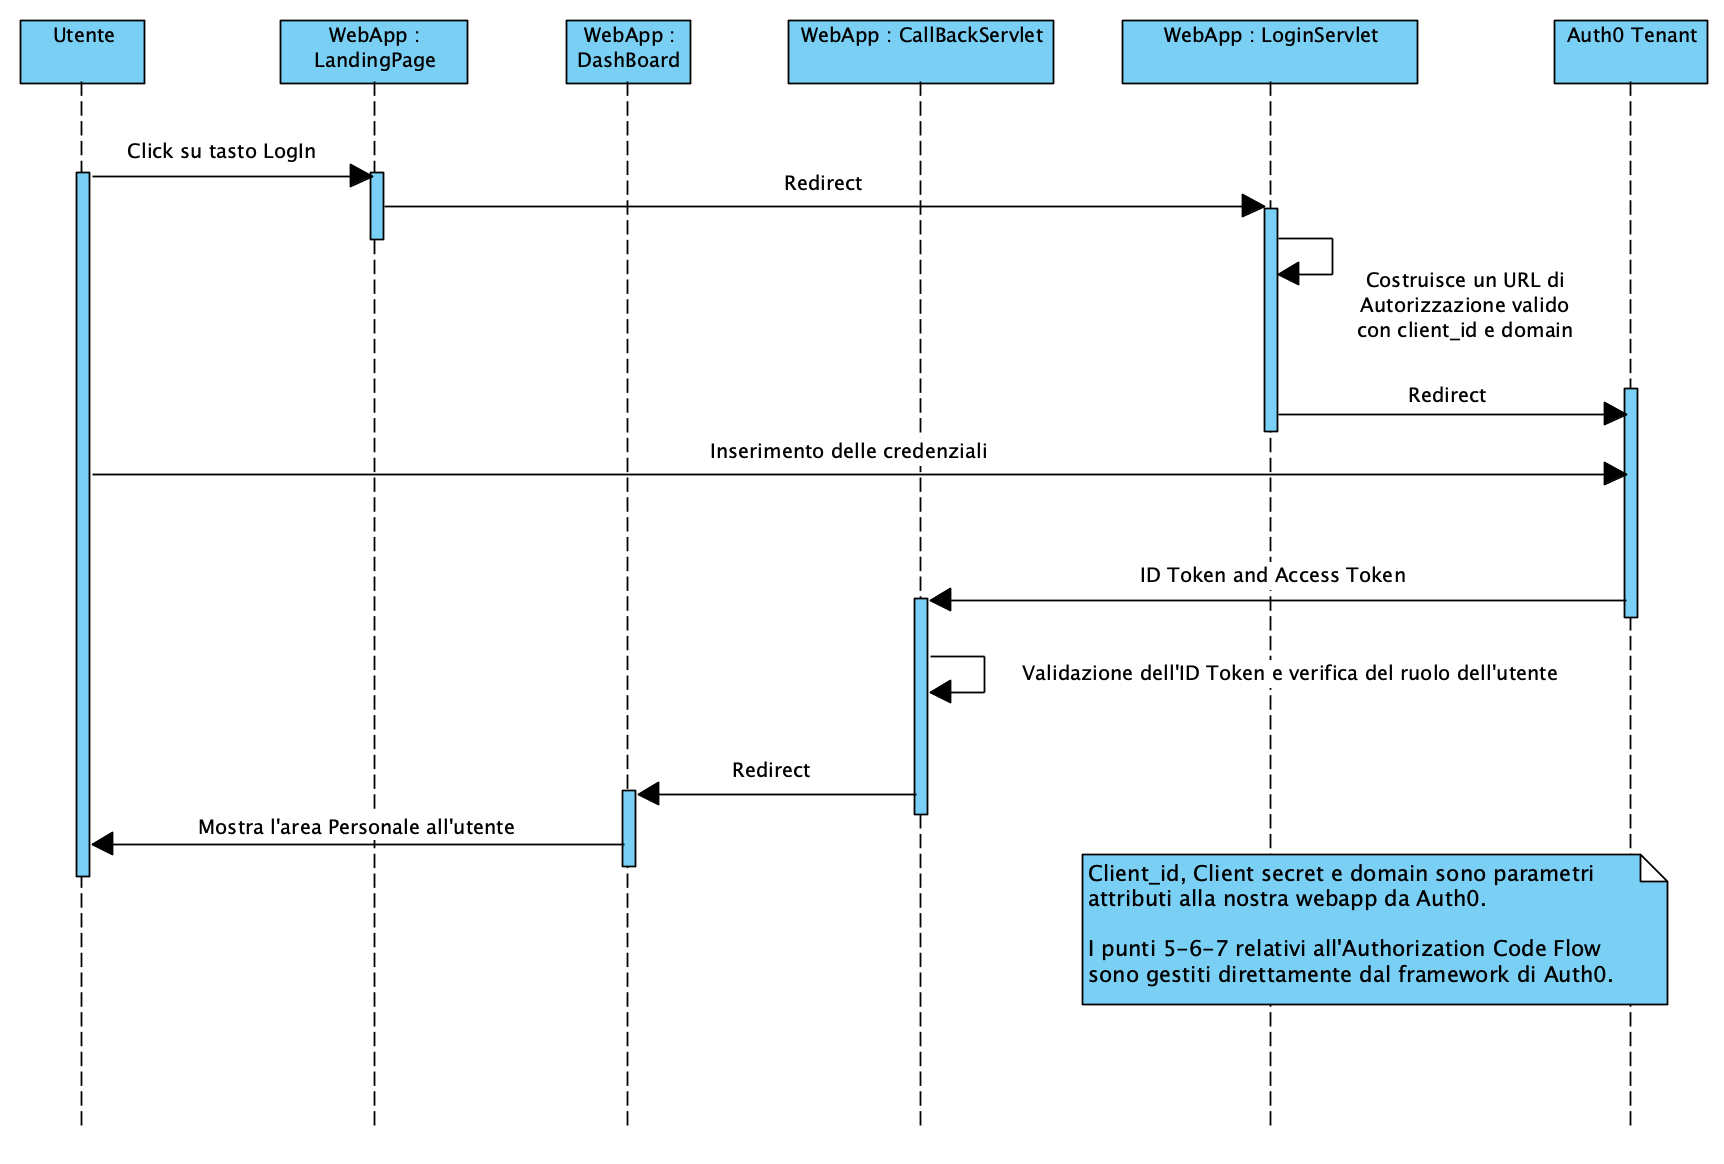 Utente
WebApp :
LandingPage
WebApp :
DashBoard
WebApp : CallBackServlet
WebApp : LoginServlet
Auth0 Tenant
Click su tasto LogIn
Redirect
Costruisce un URL di
Autorizzazione valido
con client_id e domain
Redirect
Inserimento delle credenziali
ID Token and Access Token
Validazione dell'ID Token e verifica del ruolo dell'utente
Redirect
Mostra l'area Personale all'utente
Client_id, Client secret e domain sono parametri
attributi alla nostra webapp da Auth0.
I punti 5-6-7 relativi all'Authorization Code Flow
sono gestiti direttamente dal framework di Auth0.